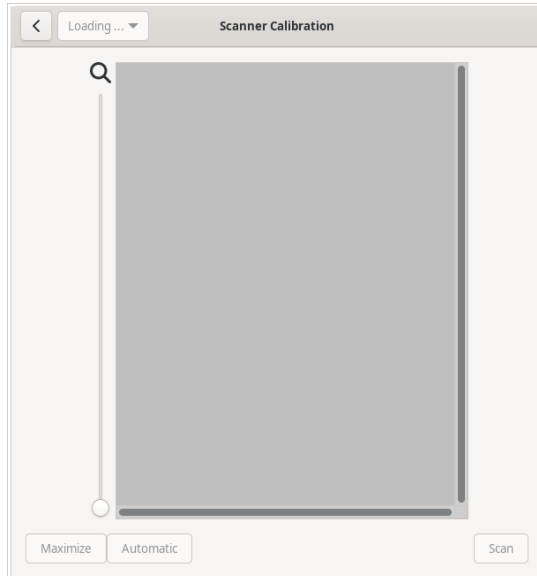 Loading ...
Scanner Calibration
Maximize
Automatic
Scan